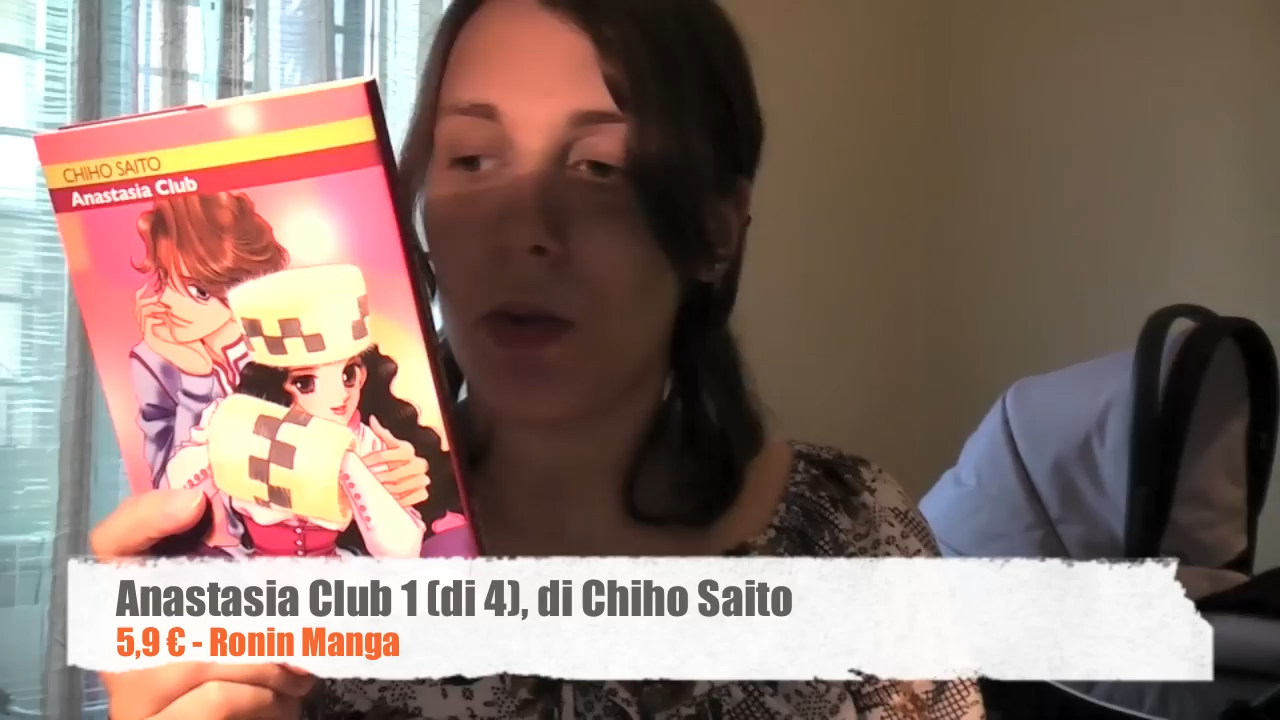 CHIHO SAITO
Anastasia Club
Anastasia Club 1 (di 4), di Chiho Saito
5,9 € - Ronin Manga